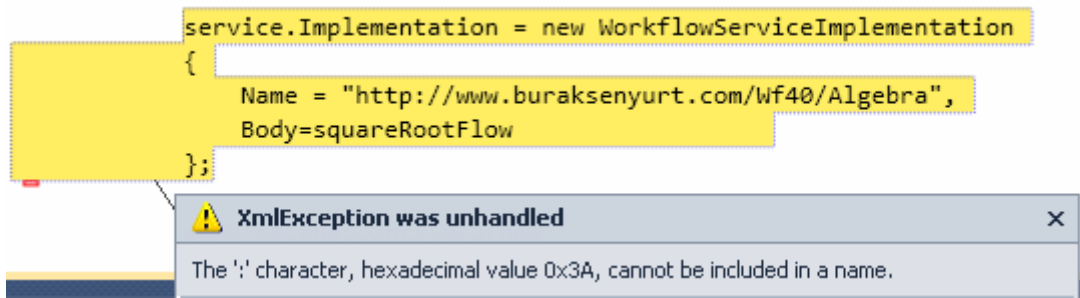 service.Implementation = new WorkflowServiceImplementation
{
Name = "http://www.buraksenyurt.com/Wf40/Algebra",
Body=squareRootFlow
};
XmlException was unhandled
The ':' character, hexadecimal value 0x3A, cannot be included in a name.